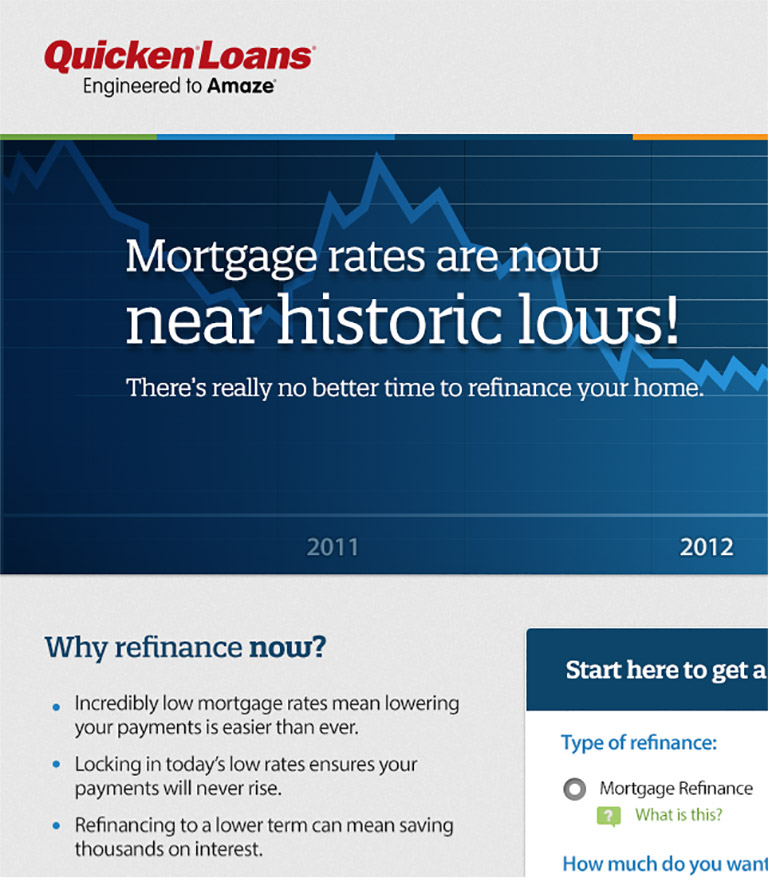 Quicken Loans®
Engineered to Amaze®
Mortgage rates are now
near historic lows!
There's really no better time to refinance your home.
2011
2012
Why refinance now?
• Incredibly low mortgage rates mean lowering
your payments is easier than ever.
• Locking in today's low rates ensures your
payments will never rise.
• Refinancing to a lower term can mean saving
thousands on interest.
Start here to get a
Type of refinance:
Mortgage Refinance
? What is this?
How much do you want